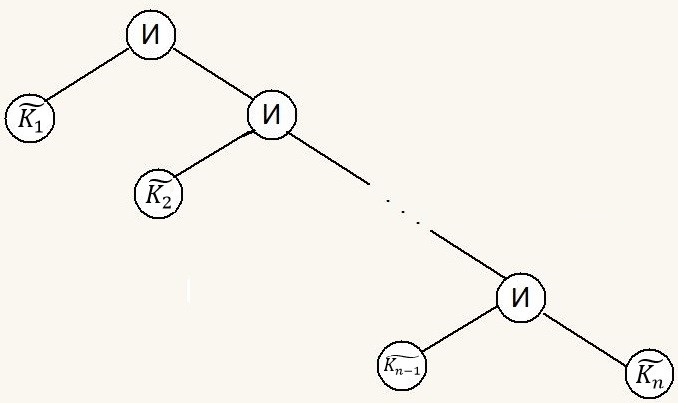 И
K̃₁
И
K̃₂
. . .
И
K̃ₙ₋₁
K̃ₙ